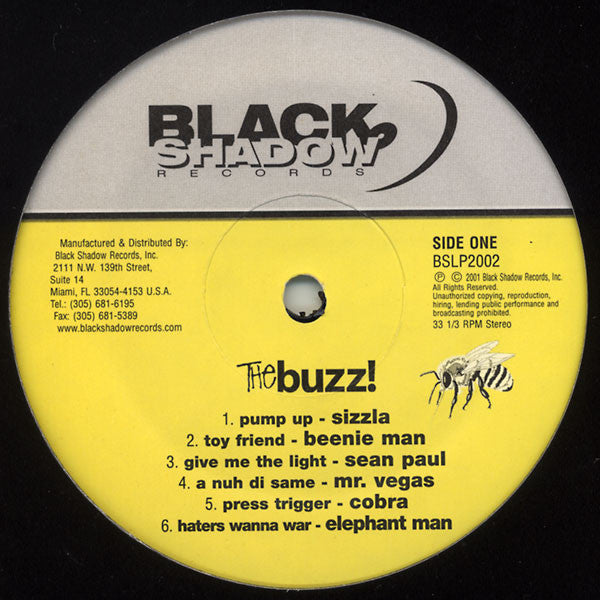 BLACK
SHADOW
RECORDS
Manufactured & Distributed By:
Black Shadow Records, Inc.
2111 N.W. 139th Street,
Suite 14
Miami, FL 33054-4153 U.S.A.
Tel.: (305) 681-6195
Fax: (305) 681-5389
www.blackshadowrecords.com
SIDE ONE
BSLP2002
℗ © 2001 Black Shadow Records, Inc.
All Rights Reserved.
Unauthorized copying, reproduction,
hiring, lending public performance and
broadcasting prohibited.
33 1/3 RPM Stereo
THE buzz!
1. pump up - sizzla
2. toy friend - beenie man
3. give me the light - sean paul
4. a nuh di same - mr. vegas
5. press trigger - cobra
6. haters wanna war - elephant man